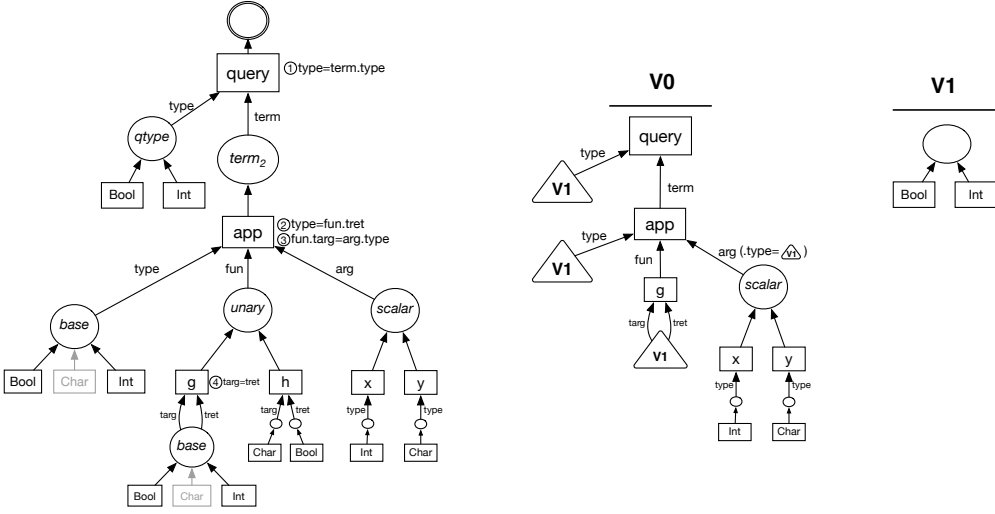 query
①type=term.type
type
term
qtype
term₂
Bool
Int
app
②type=fun.tret
③fun.targ=arg.type
type
fun
arg
base
unary
scalar
Bool
Char
Int
g
④targ=tret
h
x
y
targ
tret
targ
tret
type
type
base
Char
Bool
Int
Char
Bool
Char
Int
V0
query
type
V1
term
type
app
V1
fun
arg (.type= V1 )
g
scalar
targ
tret
V1
x
y
type
type
Int
Char
V1
Bool
Int